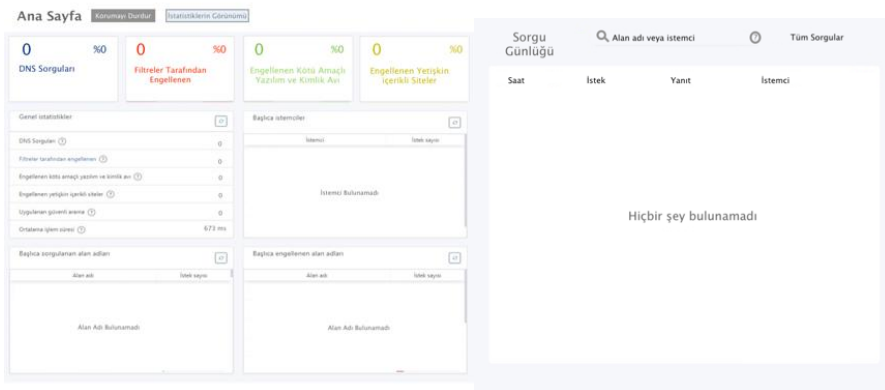 Ana Sayfa Korumayı Durdur İstatistiklerin Görünümü
0 %0
DNS Sorguları
0 %0
Filtreler Tarafından
Engellenen
0 %0
Engellenen Kötü Amaçlı
Yazılım ve Kimlik Avı
0 %0
Engellenen Yetişkin
içerikli Siteler
Genel istatistikler
DNS Sorguları ? 0
Filtreler tarafından engellenen ? 0
Engellenen kötü amaçlı yazılım ve kimlik avı ? 0
Engellenen yetişkin içerikli siteler ? 0
Uygulanan güvenli arama ? 0
Ortalama işlem süresi ? 673 ms
Başlıca istemciler
İstemci İstek sayısı
İstemci Bulunamadı
Başlıca sorgulanan alan adları
Alan adı İstek sayısı
Alan Adı Bulunamadı
Başlıca engellenen alan adları
Alan adı İstek sayısı
Alan Adı Bulunamadı
Sorgu
Günlüğü
Alan adı veya istemci ? Tüm Sorgular
Saat İstek Yanıt İstemci
Hiçbir şey bulunamadı